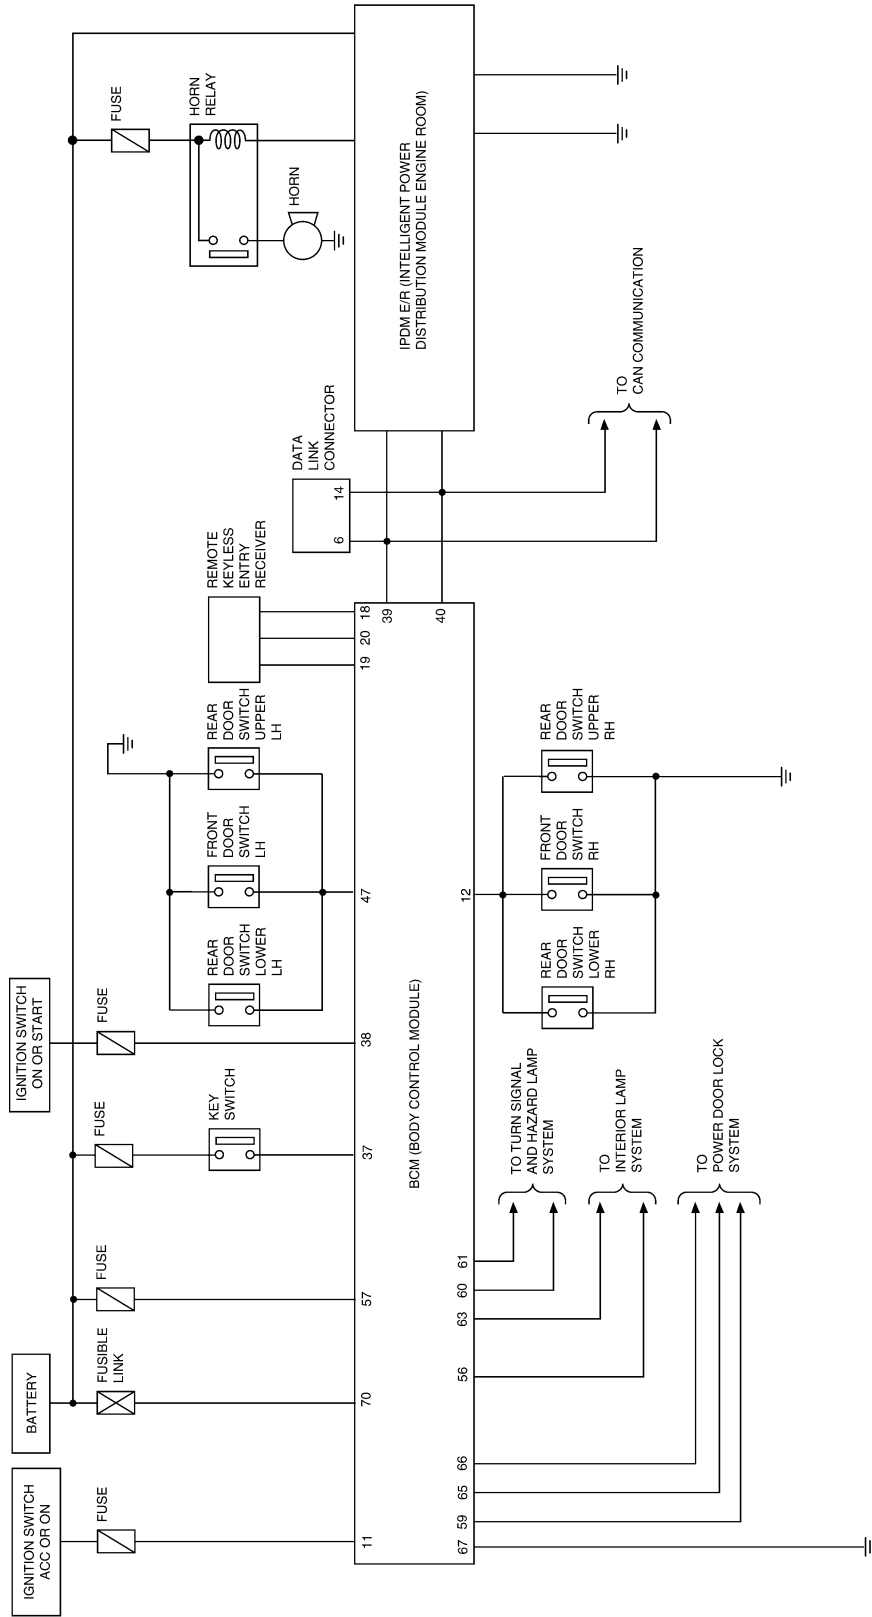 IGNITION SWITCH
ACC OR ON
BATTERY
IGNITION SWITCH
ON OR START
FUSE
FUSIBLE
LINK
FUSE
FUSE
FUSE
FUSE
KEY
SWITCH
REAR
DOOR
SWITCH
LOWER
LH
FRONT
DOOR
SWITCH
LH
REAR
DOOR
SWITCH
UPPER
LH
REMOTE
KEYLESS
ENTRY
RECEIVER
HORN
RELAY
HORN
DATA
LINK
CONNECTOR
6
14
11
70
57
37
38
47
19
20
18
39
40
BCM (BODY CONTROL MODULE)
IPDM E/R (INTELLIGENT POWER
DISTRIBUTION MODULE ENGINE ROOM)
67
59
65
66
56
63
60
61
12
TO TURN SIGNAL
AND HAZARD LAMP
SYSTEM
TO
INTERIOR LAMP
SYSTEM
TO
POWER DOOR LOCK
SYSTEM
REAR
DOOR
SWITCH
LOWER
RH
FRONT
DOOR
SWITCH
RH
REAR
DOOR
SWITCH
UPPER
RH
TO
CAN COMMUNICATION